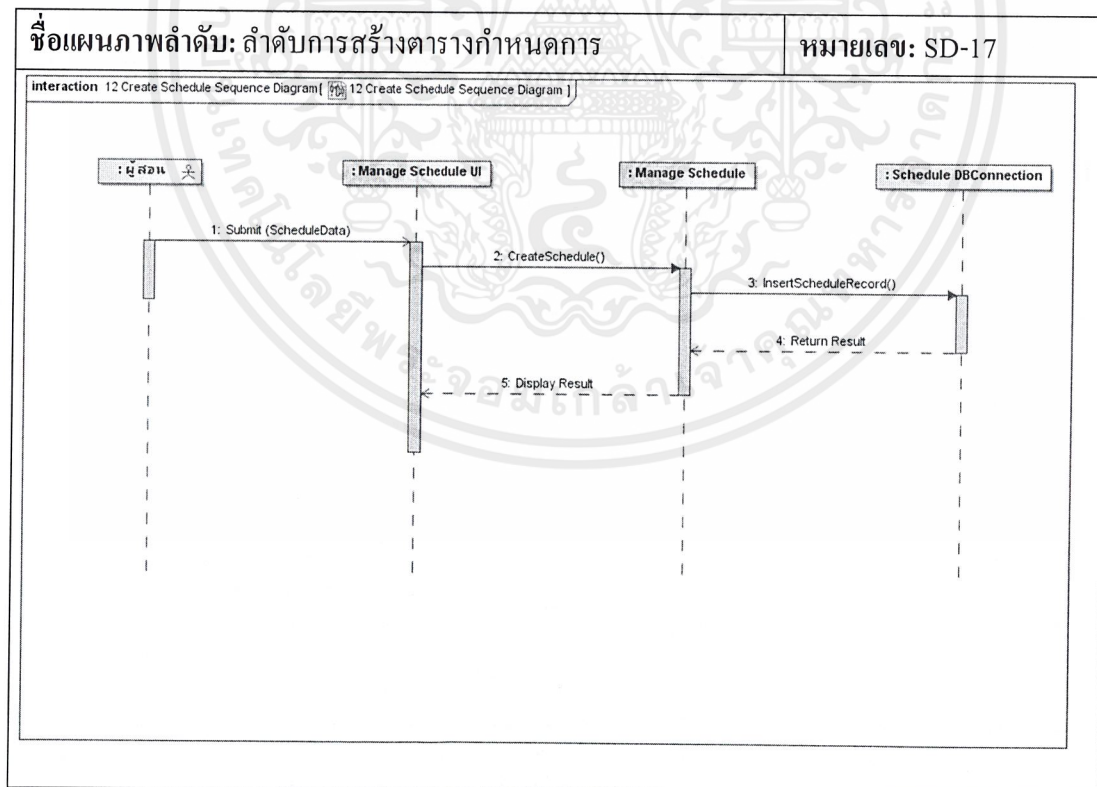 ชื่อแผนภาพลำดับ: ลำดับการสร้างตารางกำหนดการ
หมายเลข: SD-17
interaction 12 Create Schedule Sequence Diagram[ 12 Create Schedule Sequence Diagram ]
: ผู้สอน
: Manage Schedule UI
: Manage Schedule
: Schedule DBConnection
1: Submit (ScheduleData)
2: CreateSchedule()
3: InsertScheduleRecord()
4: Return Result
5: Display Result